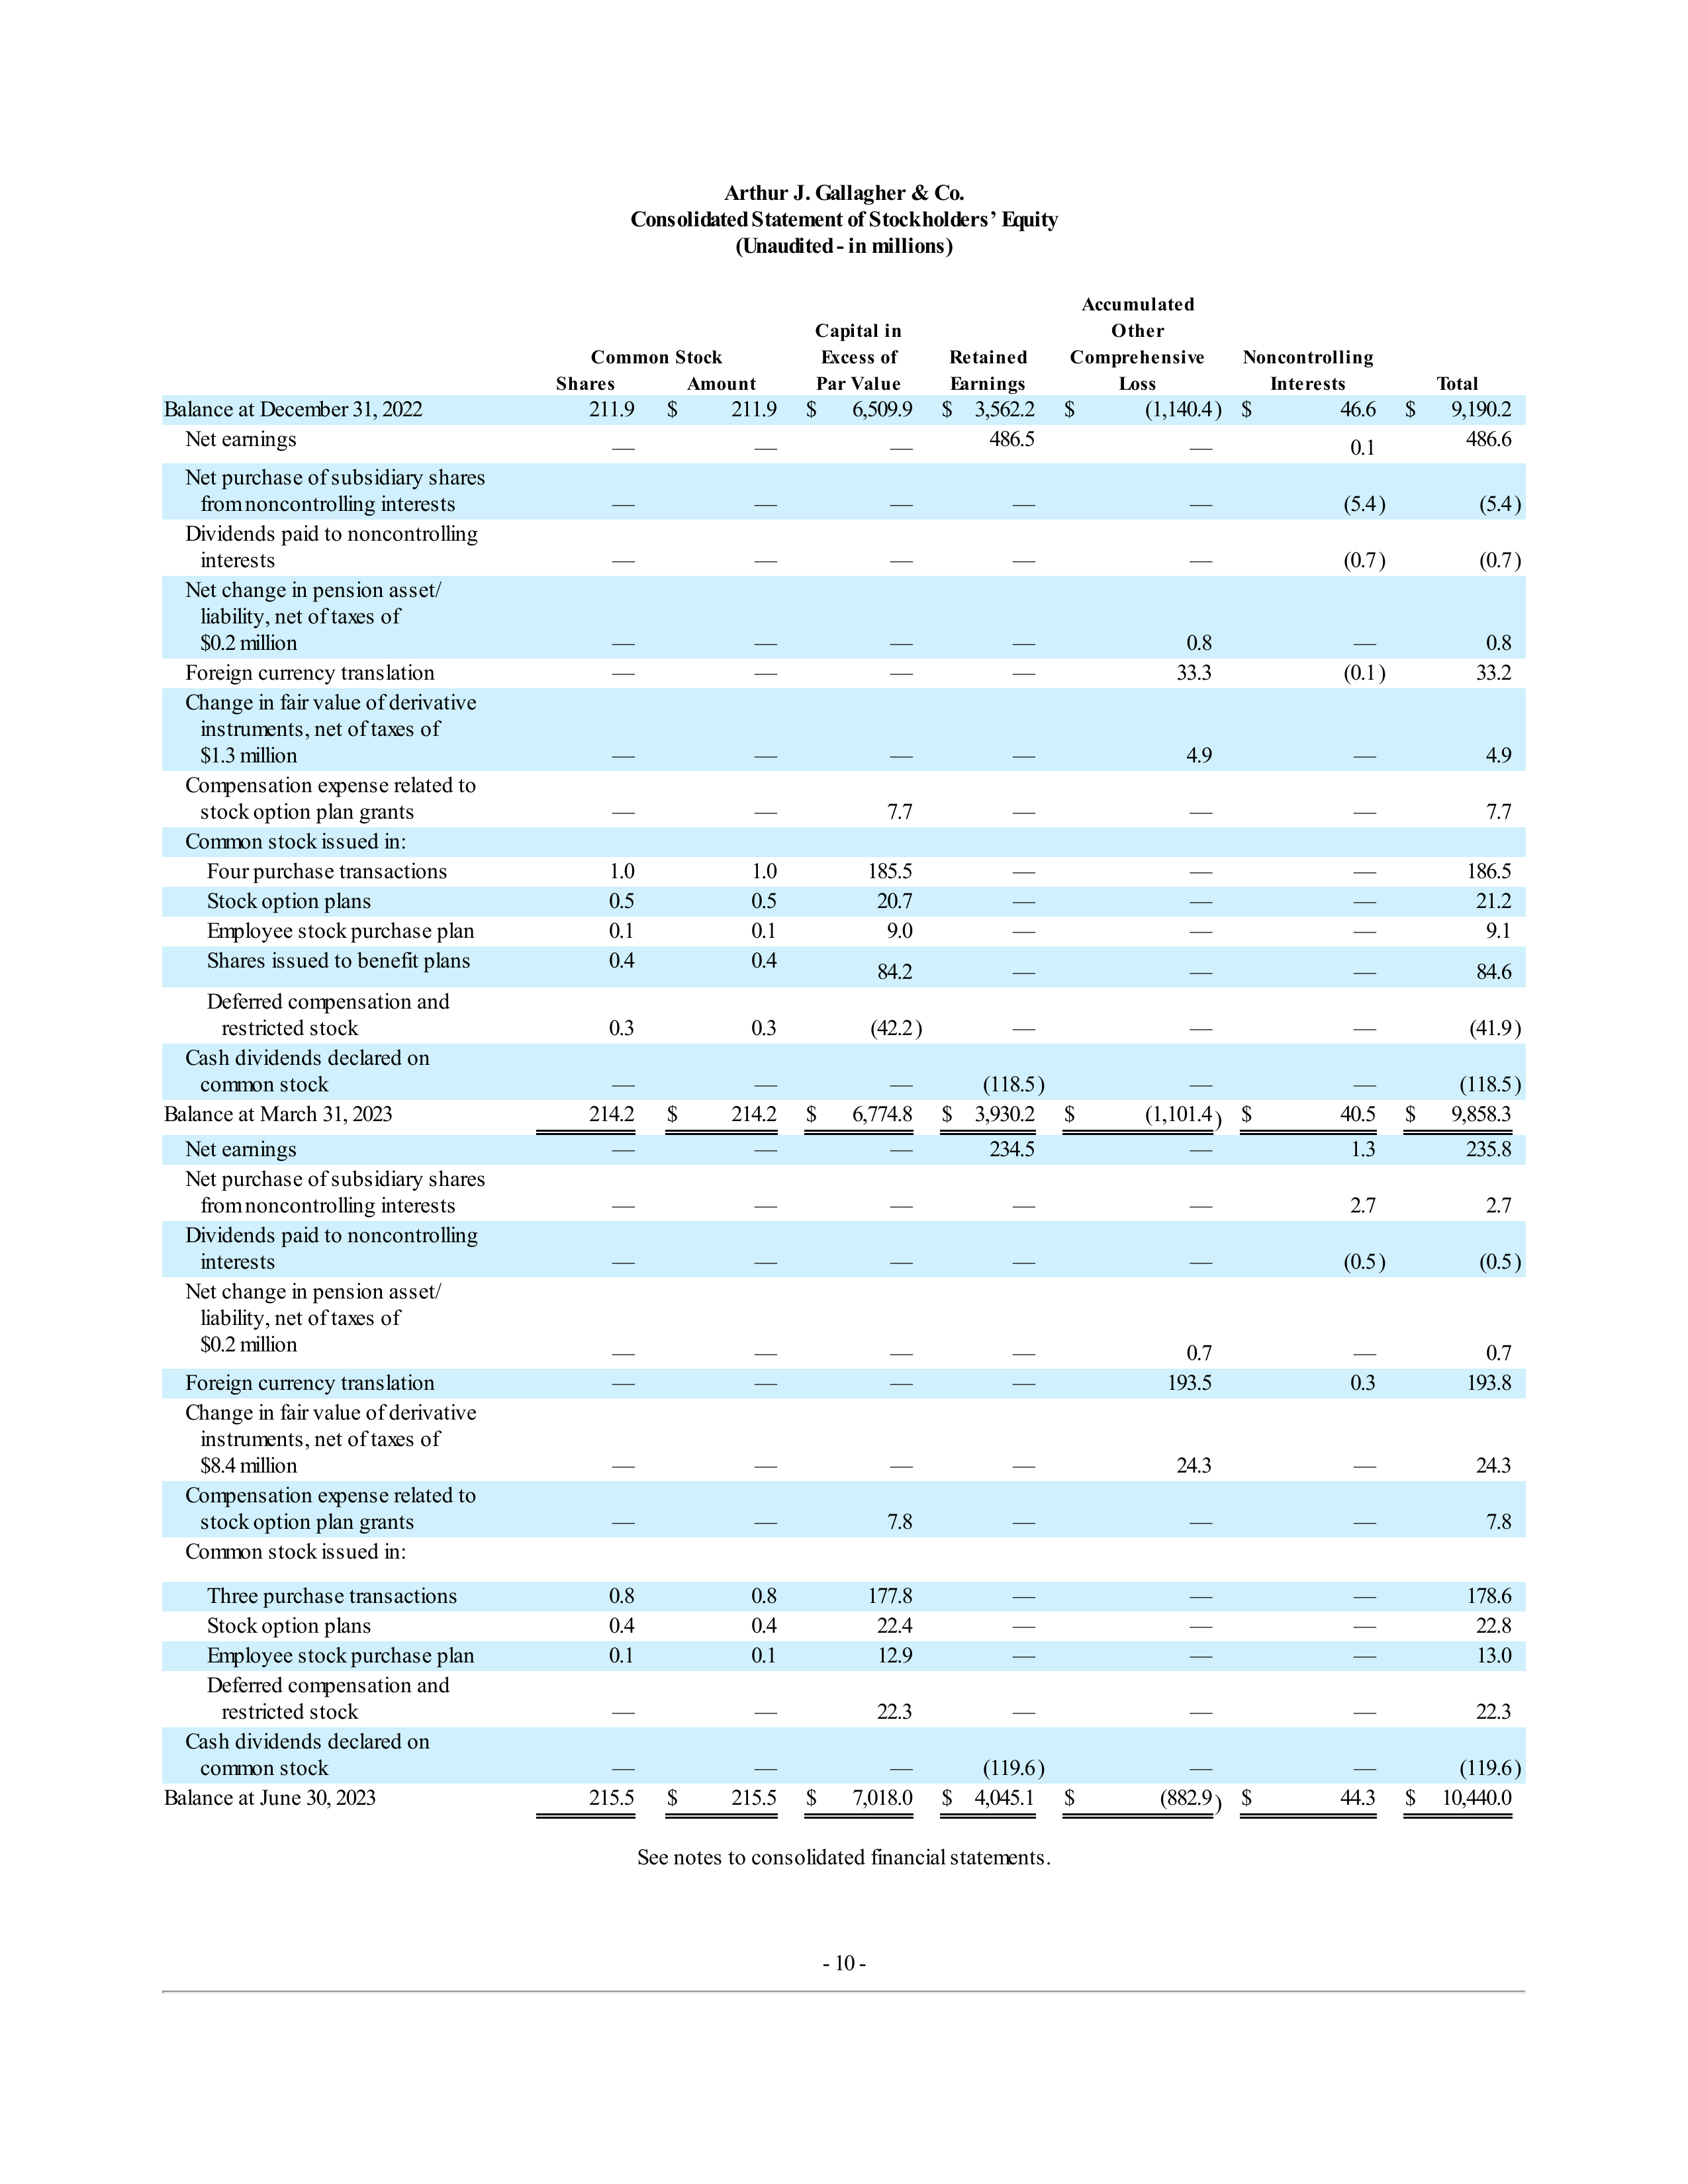 Arthur J. Gallagher & Co.
Consolidated Statement of Stockholders’ Equity
(Unaudited - in millions)
Accumulated
Capital in Other
Common Stock Excess of Retained Comprehensive Noncontrolling
Shares Amount Par Value Earnings Loss Interests Total
Balance at December 31, 2022 211.9 $ 211.9 $ 6,509.9 $ 3,562.2 $ (1,140.4) $ 46.6 $ 9,190.2
Net earnings — — — 486.5 — 0.1 486.6
Net purchase of subsidiary shares
from noncontrolling interests — — — — — (5.4) (5.4)
Dividends paid to noncontrolling
interests — — — — — (0.7) (0.7)
Net change in pension asset/
liability, net of taxes of
$0.2 million — — — — 0.8 — 0.8
Foreign currency translation — — — — 33.3 (0.1) 33.2
Change in fair value of derivative
instruments, net of taxes of
$1.3 million — — — — 4.9 — 4.9
Compensation expense related to
stock option plan grants — — 7.7 — — — 7.7
Common stock issued in:
Four purchase transactions 1.0 1.0 185.5 — — — 186.5
Stock option plans 0.5 0.5 20.7 — — — 21.2
Employee stock purchase plan 0.1 0.1 9.0 — — — 9.1
Shares issued to benefit plans 0.4 0.4 84.2 — — — 84.6
Deferred compensation and
restricted stock 0.3 0.3 (42.2) — — — (41.9)
Cash dividends declared on
common stock — — — (118.5) — — (118.5)
Balance at March 31, 2023 214.2 $ 214.2 $ 6,774.8 $ 3,930.2 $ (1,101.4) $ 40.5 $ 9,858.3
Net earnings — — — 234.5 — 1.3 235.8
Net purchase of subsidiary shares
from noncontrolling interests — — — — — 2.7 2.7
Dividends paid to noncontrolling
interests — — — — — (0.5) (0.5)
Net change in pension asset/
liability, net of taxes of
$0.2 million — — — — 0.7 — 0.7
Foreign currency translation — — — — 193.5 0.3 193.8
Change in fair value of derivative
instruments, net of taxes of
$8.4 million — — — — 24.3 — 24.3
Compensation expense related to
stock option plan grants — — 7.8 — — — 7.8
Common stock issued in:
Three purchase transactions 0.8 0.8 177.8 — — — 178.6
Stock option plans 0.4 0.4 22.4 — — — 22.8
Employee stock purchase plan 0.1 0.1 12.9 — — — 13.0
Deferred compensation and
restricted stock — — 22.3 — — — 22.3
Cash dividends declared on
common stock — — — (119.6) — — (119.6)
Balance at June 30, 2023 215.5 $ 215.5 $ 7,018.0 $ 4,045.1 $ (882.9) $ 44.3 $ 10,440.0
See notes to consolidated financial statements.
- 10 -